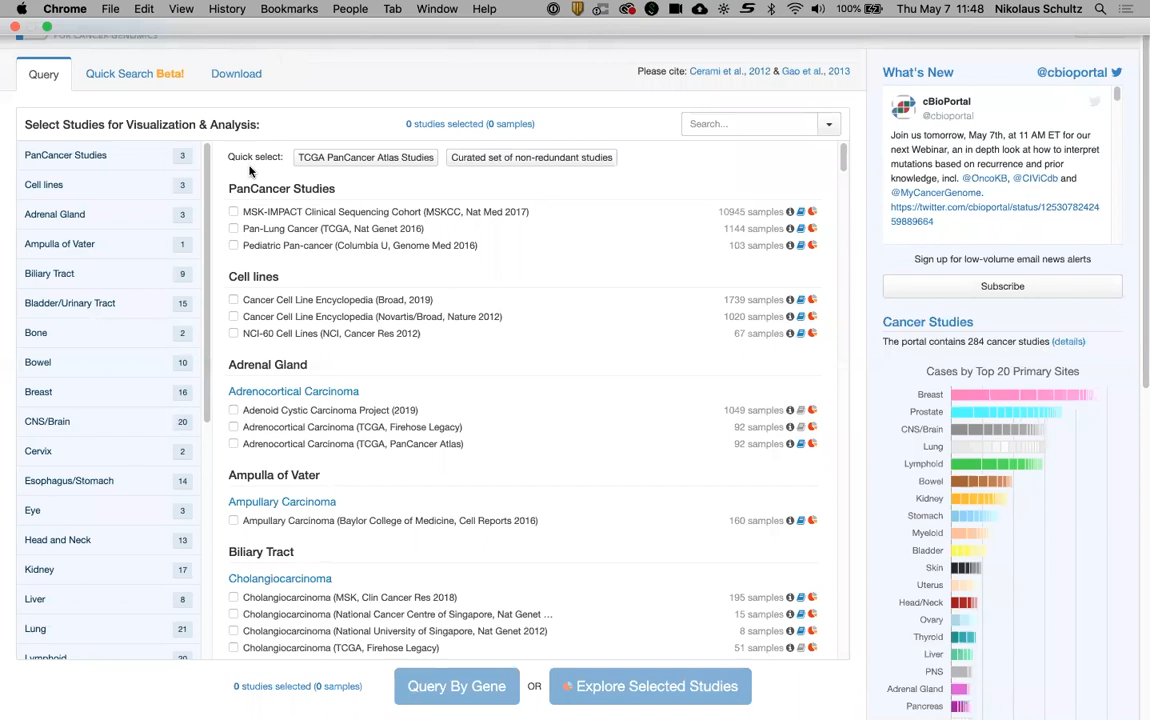 Chrome File Edit View History Bookmarks People Tab Window Help 100% Thu May 7 11:48 Nikolaus Schultz
FOR CANCER GENOMICS
Query Quick Search Beta! Download Please cite: Cerami et al., 2012 & Gao et al., 2013
Select Studies for Visualization & Analysis: 0 studies selected (0 samples) Search...
PanCancer Studies 3
Cell lines 3
Adrenal Gland 3
Ampulla of Vater 1
Biliary Tract 9
Bladder/Urinary Tract 15
Bone 2
Bowel 10
Breast 16
CNS/Brain 20
Cervix 2
Esophagus/Stomach 14
Eye 3
Head and Neck 13
Kidney 17
Liver 8
Lung 21
Lymphoid 20
Quick select: TCGA PanCancer Atlas Studies Curated set of non-redundant studies
PanCancer Studies
MSK-IMPACT Clinical Sequencing Cohort (MSKCC, Nat Med 2017) 10945 samples
Pan-Lung Cancer (TCGA, Nat Genet 2016) 1144 samples
Pediatric Pan-cancer (Columbia U, Genome Med 2016) 103 samples
Cell lines
Cancer Cell Line Encyclopedia (Broad, 2019) 1739 samples
Cancer Cell Line Encyclopedia (Novartis/Broad, Nature 2012) 1020 samples
NCI-60 Cell Lines (NCI, Cancer Res 2012) 67 samples
Adrenal Gland
Adrenocortical Carcinoma
Adenoid Cystic Carcinoma Project (2019) 1049 samples
Adrenocortical Carcinoma (TCGA, Firehose Legacy) 92 samples
Adrenocortical Carcinoma (TCGA, PanCancer Atlas) 92 samples
Ampulla of Vater
Ampullary Carcinoma
Ampullary Carcinoma (Baylor College of Medicine, Cell Reports 2016) 160 samples
Biliary Tract
Cholangiocarcinoma
Cholangiocarcinoma (MSK, Clin Cancer Res 2018) 195 samples
Cholangiocarcinoma (National Cancer Centre of Singapore, Nat Genet ... 15 samples
Cholangiocarcinoma (National University of Singapore, Nat Genet 2012) 8 samples
Cholangiocarcinoma (TCGA, Firehose Legacy) 51 samples
0 studies selected (0 samples) Query By Gene OR Explore Selected Studies
What's New @cbioportal
cBioPortal
@cbioportal
Join us tomorrow, May 7th, at 11 AM ET for our
next Webinar, an in depth look at how to interpret
mutations based on recurrence and prior
knowledge, incl. @OncoKB, @CIViCdb and
@MyCancerGenome.
https://twitter.com/cbioportal/status/12530782424
59889664
Sign up for low-volume email news alerts
Subscribe
Cancer Studies
The portal contains 284 cancer studies (details)
Cases by Top 20 Primary Sites
Breast
Prostate
CNS/Brain
Lung
Lymphoid
Bowel
Kidney
Stomach
Myeloid
Bladder
Skin
Uterus
Head/Neck
Ovary
Thyroid
Liver
PNS
Adrenal Gland
Pancreas